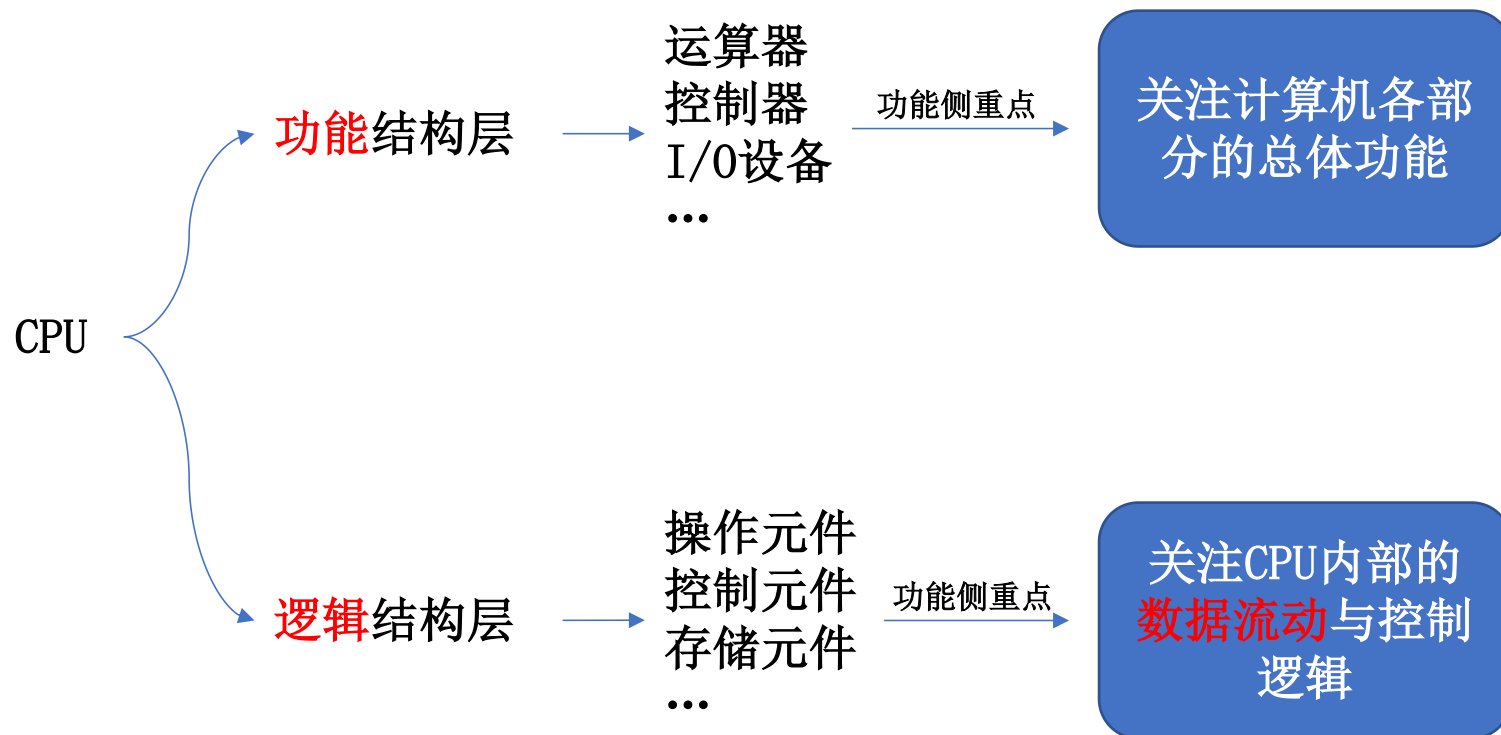 CPU
功能结构层
运算器
控制器
I/O设备
…
功能侧重点
关注计算机各部
分的总体功能
逻辑结构层
操作元件
控制元件
存储元件
…
功能侧重点
关注CPU内部的
数据流动与控制
逻辑